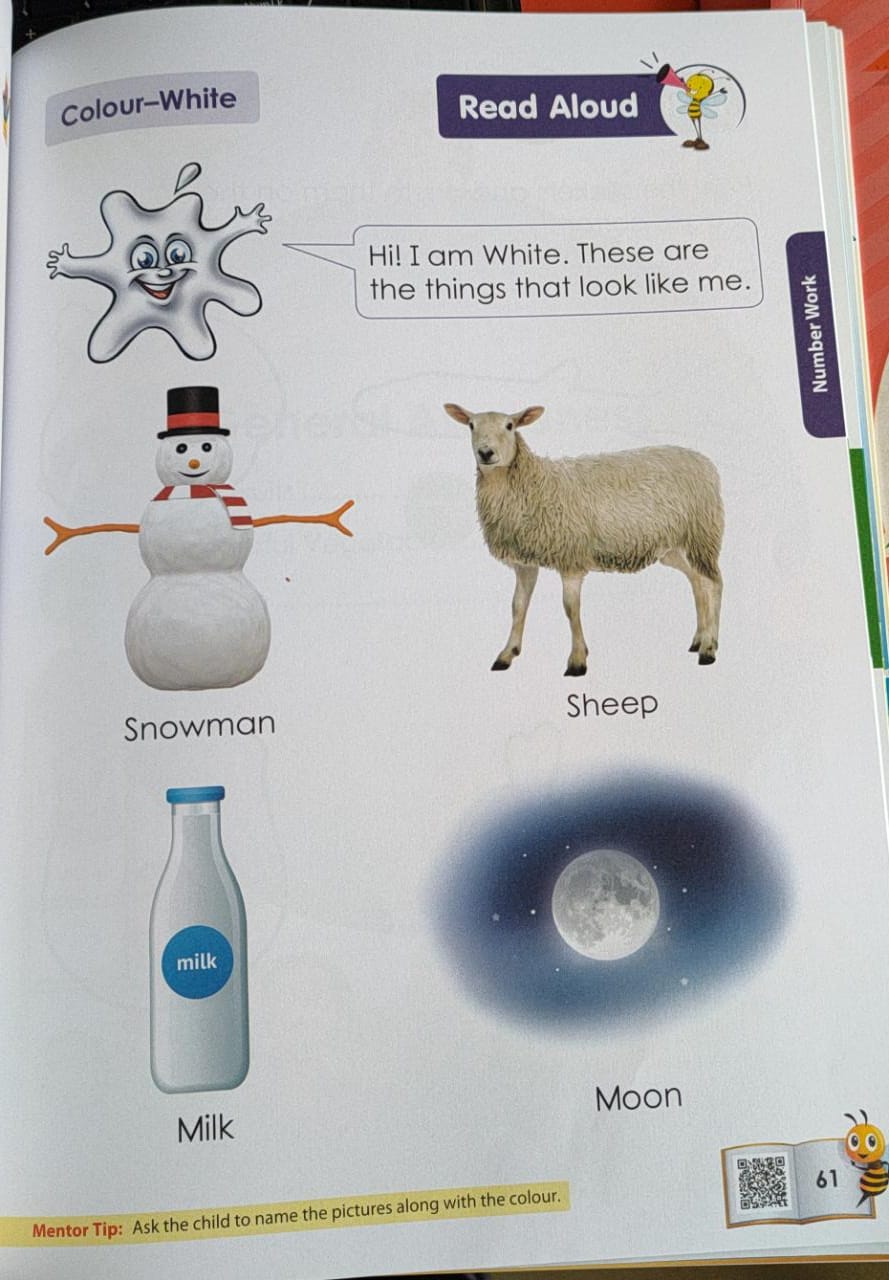 Colour–White
Read Aloud
Hi! I am White. These are
the things that look like me.
Number Work
Snowman
Sheep
milk
Milk
Moon
Mentor Tip: Ask the child to name the pictures along with the colour.
61